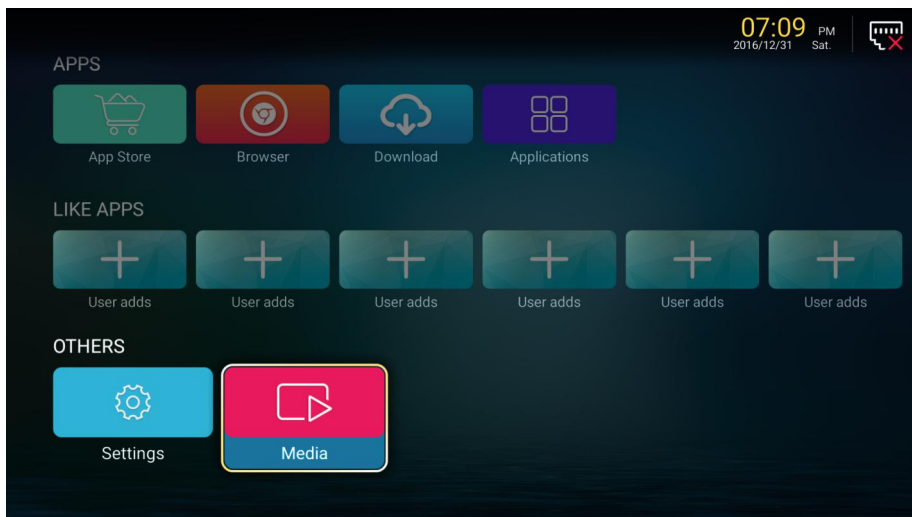 07:09 PM
2016/12/31 Sat.
APPS
App Store Browser Download Applications
LIKE APPS
User adds User adds User adds User adds User adds User adds
OTHERS
Settings Media